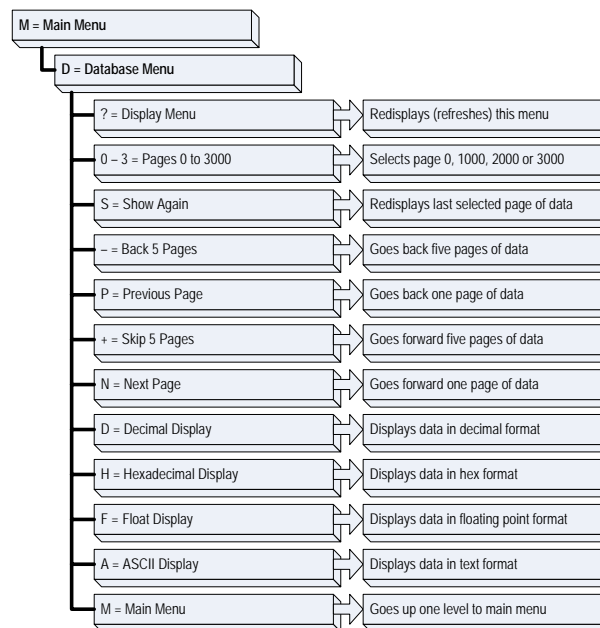 M = Main Menu
D = Database Menu
? = Display Menu
Redisplays (refreshes) this menu
0 – 3 = Pages 0 to 3000
Selects page 0, 1000, 2000 or 3000
S = Show Again
Redisplays last selected page of data
– = Back 5 Pages
Goes back five pages of data
P = Previous Page
Goes back one page of data
+ = Skip 5 Pages
Goes forward five pages of data
N = Next Page
Goes forward one page of data
D = Decimal Display
Displays data in decimal format
H = Hexadecimal Display
Displays data in hex format
F = Float Display
Displays data in floating point format
A = ASCII Display
Displays data in text format
M = Main Menu
Goes up one level to main menu